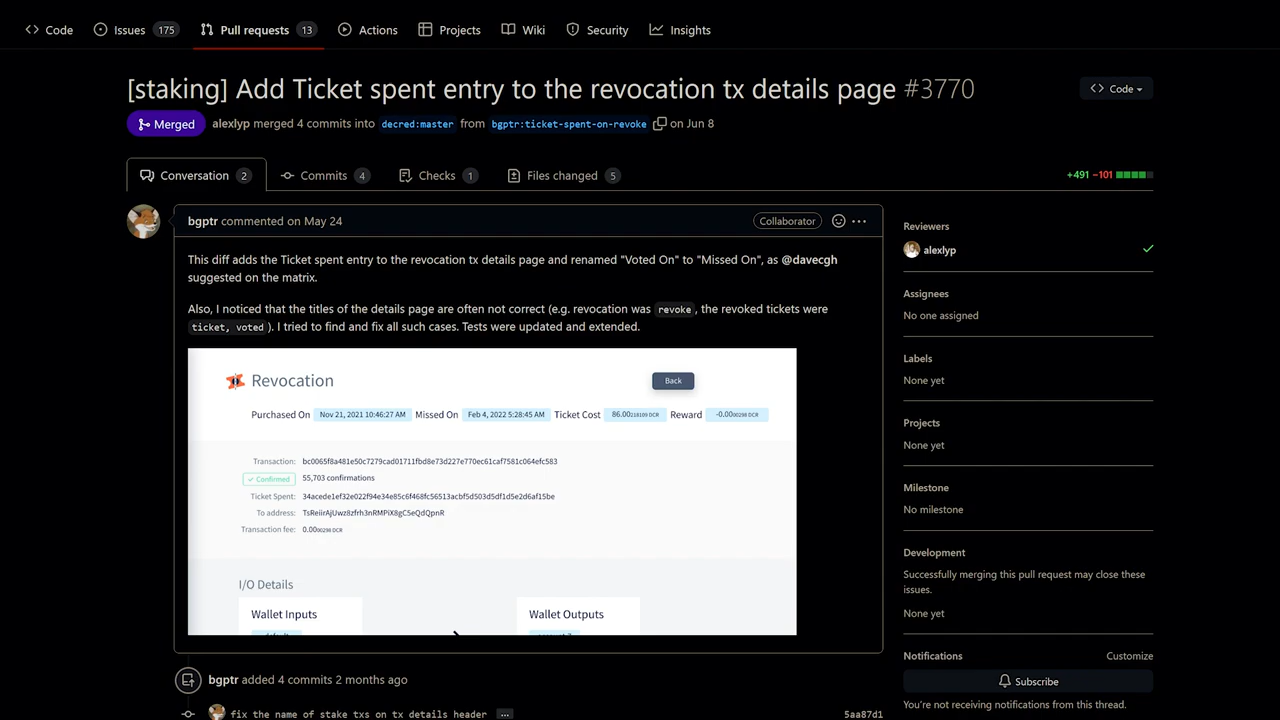 Code Issues 175 Pull requests 13 Actions Projects Wiki Security Insights
[staking] Add Ticket spent entry to the revocation tx details page #3770
Code
Merged alexlyp merged 4 commits into decred:master from bgptr:ticket-spent-on-revoke on Jun 8
Conversation 2 Commits 4 Checks 1 Files changed 5
+491 −101
bgptr commented on May 24 Collaborator
This diff adds the Ticket spent entry to the revocation tx details page and renamed "Voted On" to "Missed On", as @davecgh
suggested on the matrix.
Also, I noticed that the titles of the details page are often not correct (e.g. revocation was revoke, the revoked tickets were
ticket, voted ). I tried to find and fix all such cases. Tests were updated and extended.
Revocation
Back
Purchased On Nov 21, 2021 10:46:27 AM Missed On Feb 4, 2022 5:28:45 AM Ticket Cost 86.00218109 DCR Reward -0.00000298 DCR
Transaction: bc0065f8a481e50c7279cad01711fbd8e73d227e770ec61caf7581c064efc583
Confirmed 55,703 confirmations
Ticket Spent: 34acede1ef32e022f94e34e85c6f468fc56513acbf5d503d5df1d5e2d6af15be
To address: TsReiirAjUwz8zfrh3nRMPiX8gC5eQdQpnR
Transaction fee: 0.00000298 DCR
I/O Details
Wallet Inputs
Wallet Outputs
bgptr added 4 commits 2 months ago
fix the name of stake txs on tx details header ... 5aa87d1
Reviewers
alexlyp
Assignees
No one assigned
Labels
None yet
Projects
None yet
Milestone
No milestone
Development
Successfully merging this pull request may close these
issues.
None yet
Notifications Customize
Subscribe
You're not receiving notifications from this thread.